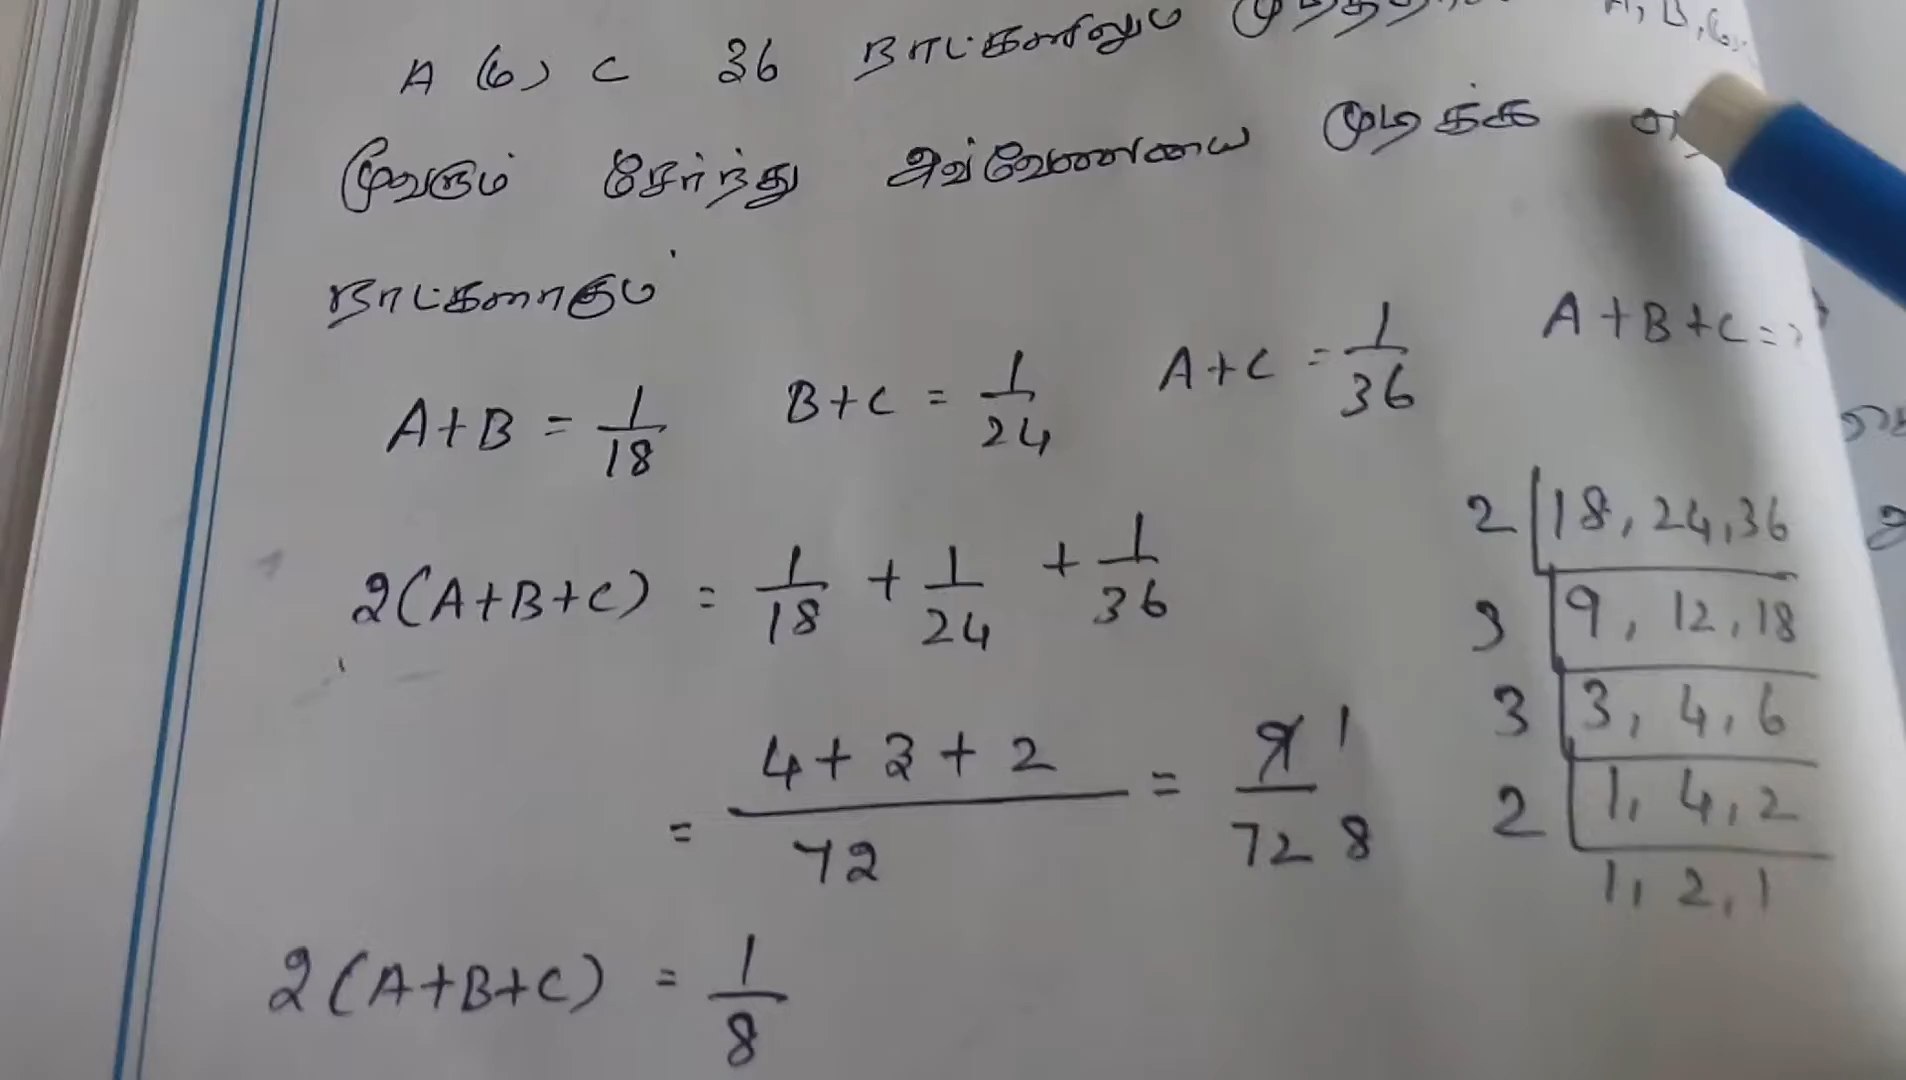 A (ம) C 36 நாட்களிலும்
மூவரும் சேர்ந்து அவ்வேலையை முடிக்க
நாட்களாகும்
A+B = 1/18 B+C = 1/24 A+C = 1/36 A+B+C = ?
2(A+B+C) = 1/18 + 1/24 + 1/36
= (4+3+2)/72 = 9/72 1 8
2(A+B+C) = 1/8
2 | 18, 24, 36
3 | 9, 12, 18
3 | 3, 4, 6
2 | 1, 4, 2
1, 2, 1